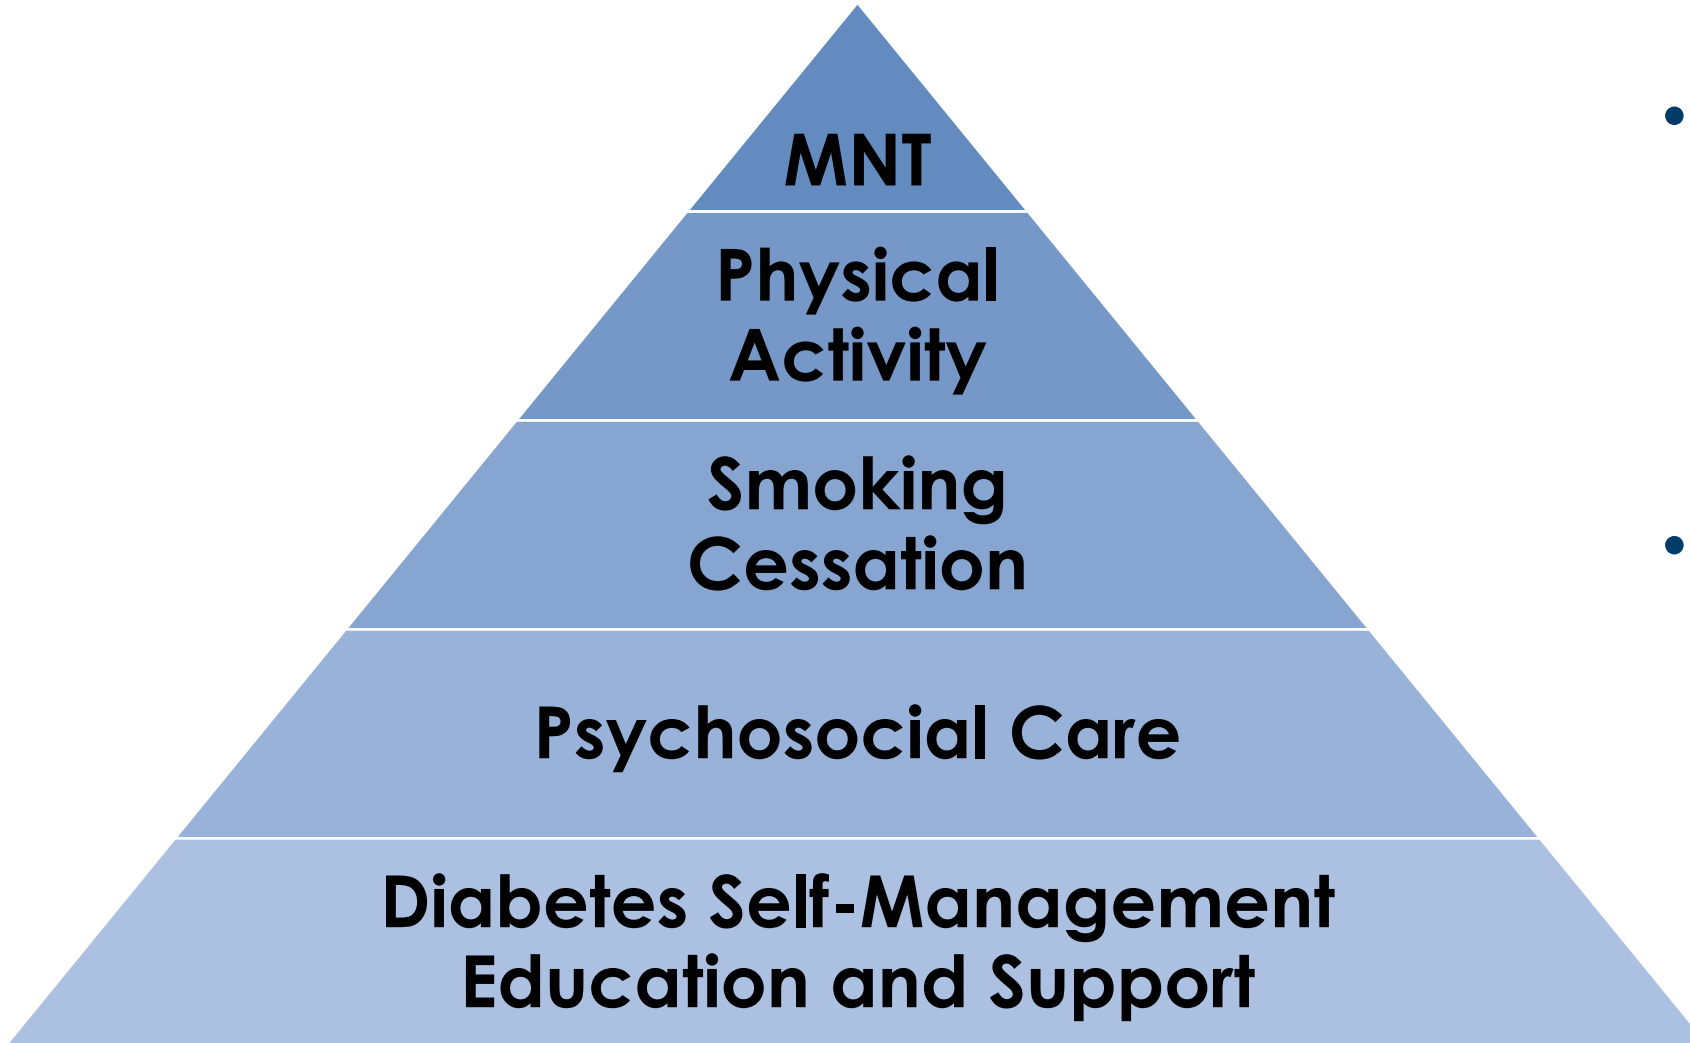 MNT
Physical
Activity
Smoking
Cessation
Psychosocial Care
Diabetes Self-Management
Education and Support